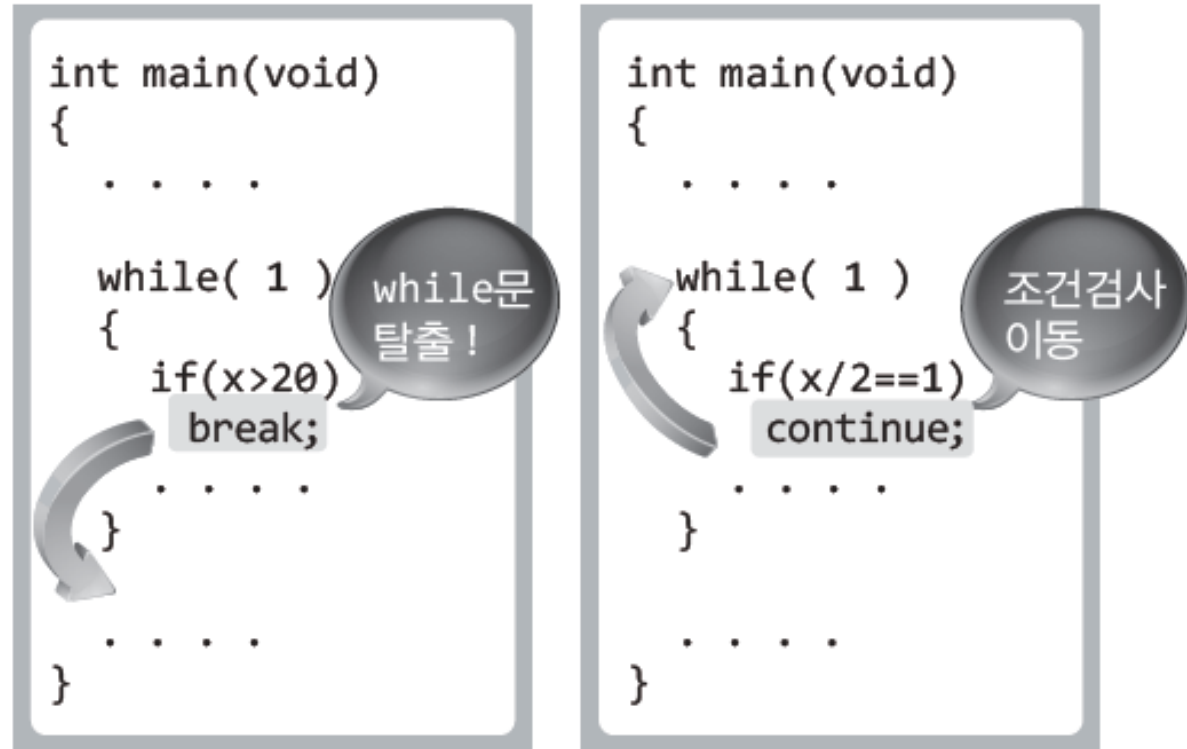 int main(void)
{
. . . .
while( 1 )
{
if(x>20)
break;
. . . .
}
. . . .
}
while문
탈출 !
int main(void)
{
. . . .
while( 1 )
{
if(x/2==1)
continue;
. . . .
}
. . . .
}
조건검사
이동